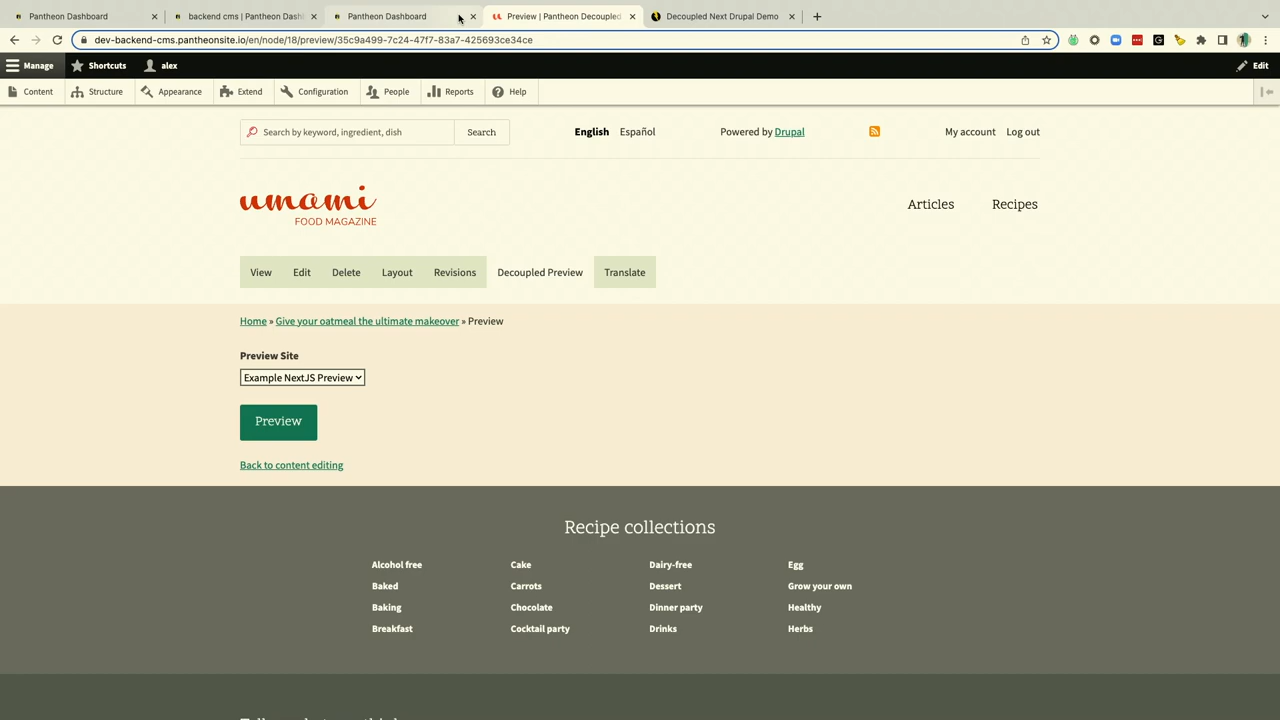 Pantheon Dashboard
backend cms | Pantheon Dash
Pantheon Dashboard
Preview | Pantheon Decoupled
Decoupled Next Drupal Demo
dev-backend-cms.pantheonsite.io/en/node/18/preview/35c9a499-7c24-47f7-83a7-425693ce34ce
Manage Shortcuts alex Edit
Content Structure Appearance Extend Configuration People Reports Help
Search by keyword, ingredient, dish Search English Español Powered by Drupal My account Log out
umami
FOOD MAGAZINE
Articles Recipes
View Edit Delete Layout Revisions Decoupled Preview Translate
Home » Give your oatmeal the ultimate makeover » Preview
Preview Site
Example NextJS Preview
Preview
Back to content editing
Recipe collections
Alcohol free Cake Dairy-free Egg
Baked Carrots Dessert Grow your own
Baking Chocolate Dinner party Healthy
Breakfast Cocktail party Drinks Herbs